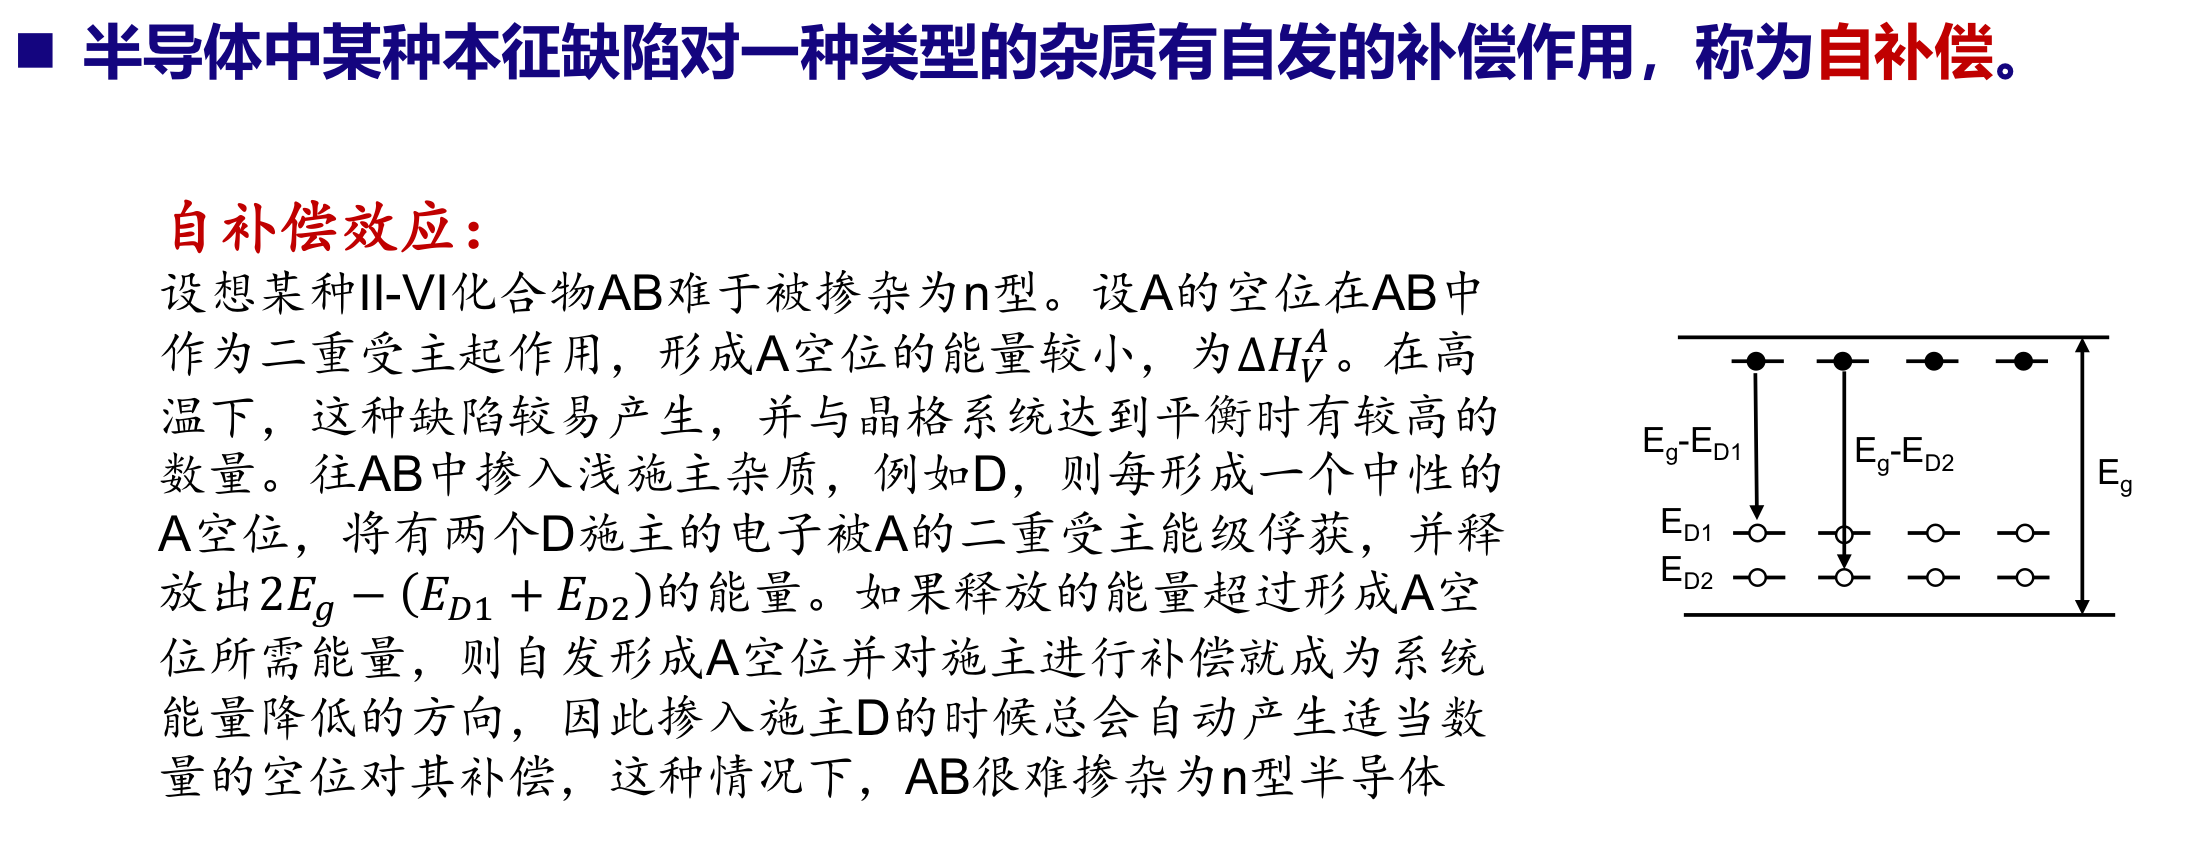 ■ 半导体中某种本征缺陷对一种类型的杂质有自发的补偿作用，称为自补偿。
自补偿效应：
设想某种II-VI化合物AB难于被掺杂为n型。设A的空位在AB中
作为二重受主起作用，形成A空位的能量较小，为ΔH_V^A。在高
温下，这种缺陷较易产生，并与晶格系统达到平衡时有较高的
数量。往AB中掺入浅施主杂质，例如D，则每形成一个中性的
A空位，将有两个D施主的电子被A的二重受主能级俘获，并释
放出2E_g − (E_{D1} + E_{D2})的能量。如果释放的能量超过形成A空
位所需能量，则自发形成A空位并对施主进行补偿就成为系统
能量降低的方向，因此掺入施主D的时候总会自动产生适当数
量的空位对其补偿，这种情况下，AB很难掺杂为n型半导体
E_g-E_{D1}
E_g-E_{D2}
E_g
E_{D1}
E_{D2}